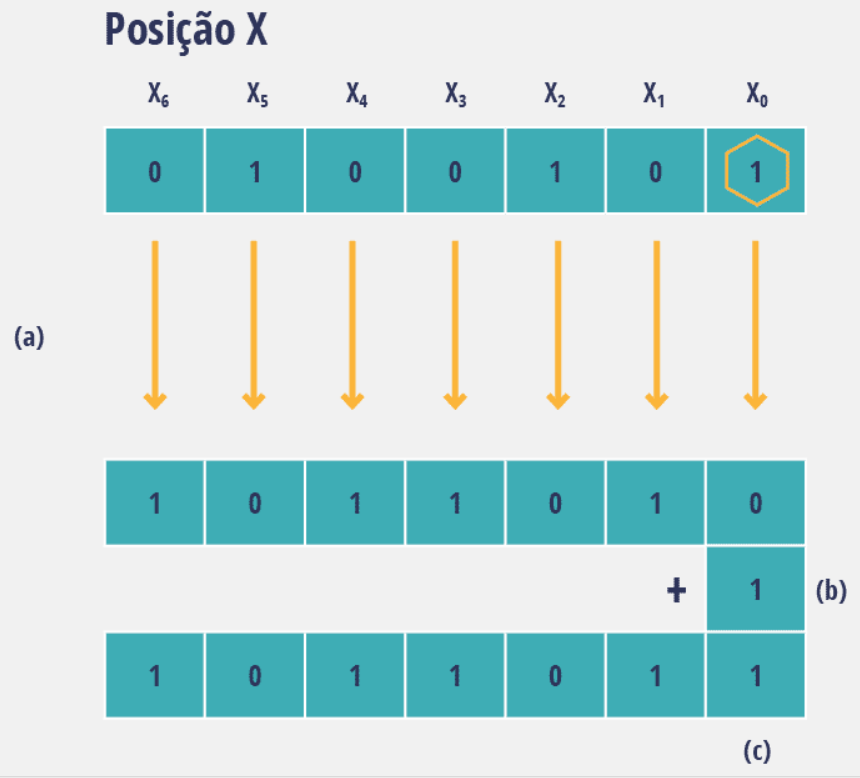 Posição X
X₆ X₅ X₄ X₃ X₂ X₁ X₀
0 1 0 0 1 0 1
(a)
1 0 1 1 0 1 0
+ 1 (b)
1 0 1 1 0 1 1
(c)